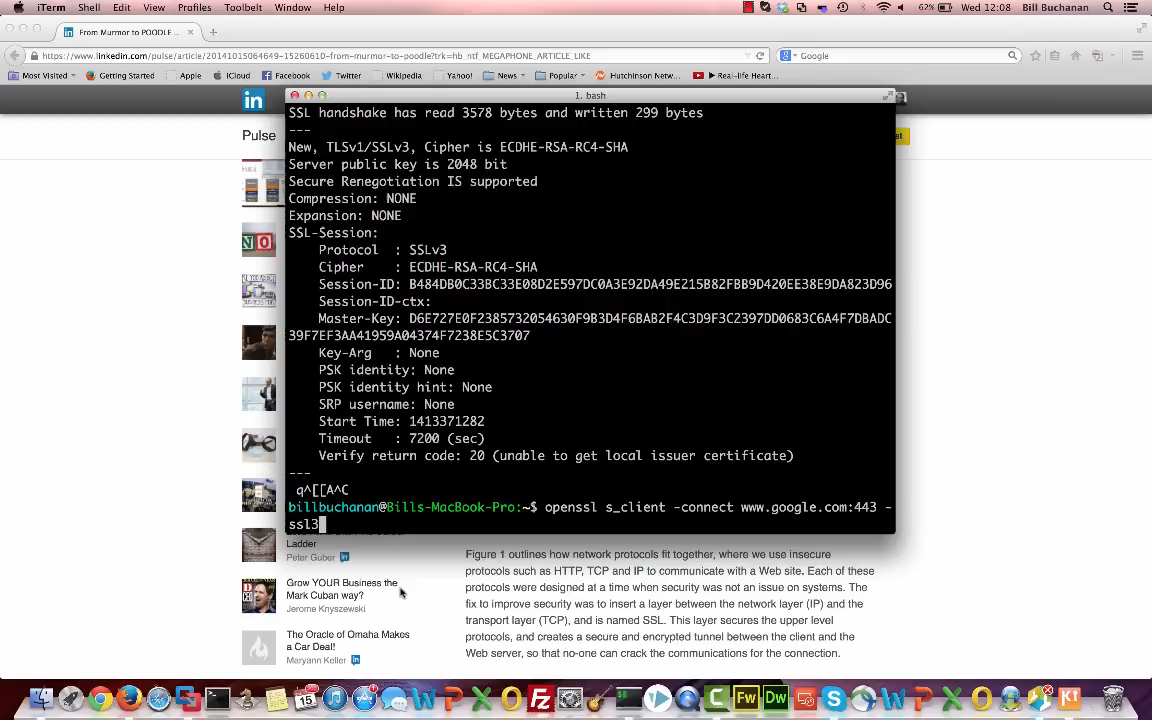 iTerm Shell Edit View Profiles Toolbelt Window Help 62% Wed 12:08 Bill Buchanan
From Murmor to POODLE ...
https://www.linkedin.com/pulse/article/20141015064649-15260610-from-murmor-to-poodle?trk=hb_ntf_MEGAPHONE_ARTICLE_LIKE Google
Most Visited Getting Started Apple iCloud Facebook Twitter Wikipedia Yahoo! News Popular Hutchinson Netw... Real-life Heart...
in
1. bash
Pulse
SSL handshake has read 3578 bytes and written 299 bytes
---
New, TLSv1/SSLv3, Cipher is ECDHE-RSA-RC4-SHA
Server public key is 2048 bit
Secure Renegotiation IS supported
Compression: NONE
Expansion: NONE
SSL-Session:
Protocol : SSLv3
Cipher : ECDHE-RSA-RC4-SHA
Session-ID: B484DB0C33BC33E08D2E597DC0A3E92DA49E215B82FBB9D420EE38E9DA823D96
Session-ID-ctx:
Master-Key: D6E727E0F2385732054630F9B3D4F6BAB2F4C3D9F3C2397DD0683C6A4F7DBADC
39F7EF3AA41959A04374F7238E5C3707
Key-Arg : None
PSK identity: None
PSK identity hint: None
SRP username: None
Start Time: 1413371282
Timeout : 7200 (sec)
Verify return code: 20 (unable to get local issuer certificate)
---
q^[[A^C
billbuchanan@Bills-MacBook-Pro:~$ openssl s_client -connect www.google.com:443 -
ssl3
Ladder
Peter Guber in
Grow YOUR Business the
Mark Cuban way?
Jerome Knyszewski
The Oracle of Omaha Makes
a Car Deal!
Maryann Keller in
Figure 1 outlines how network protocols fit together, where we use insecure
protocols such as HTTP, TCP and IP to communicate with a Web site. Each of these
protocols were designed at a time when security was not an issue on systems. The
fix to improve security was to insert a layer between the network layer (IP) and the
transport layer (TCP), and is named SSL. This layer secures the upper level
protocols, and creates a secure and encrypted tunnel between the client and the
Web server, so that no-one can crack the communications for the connection.